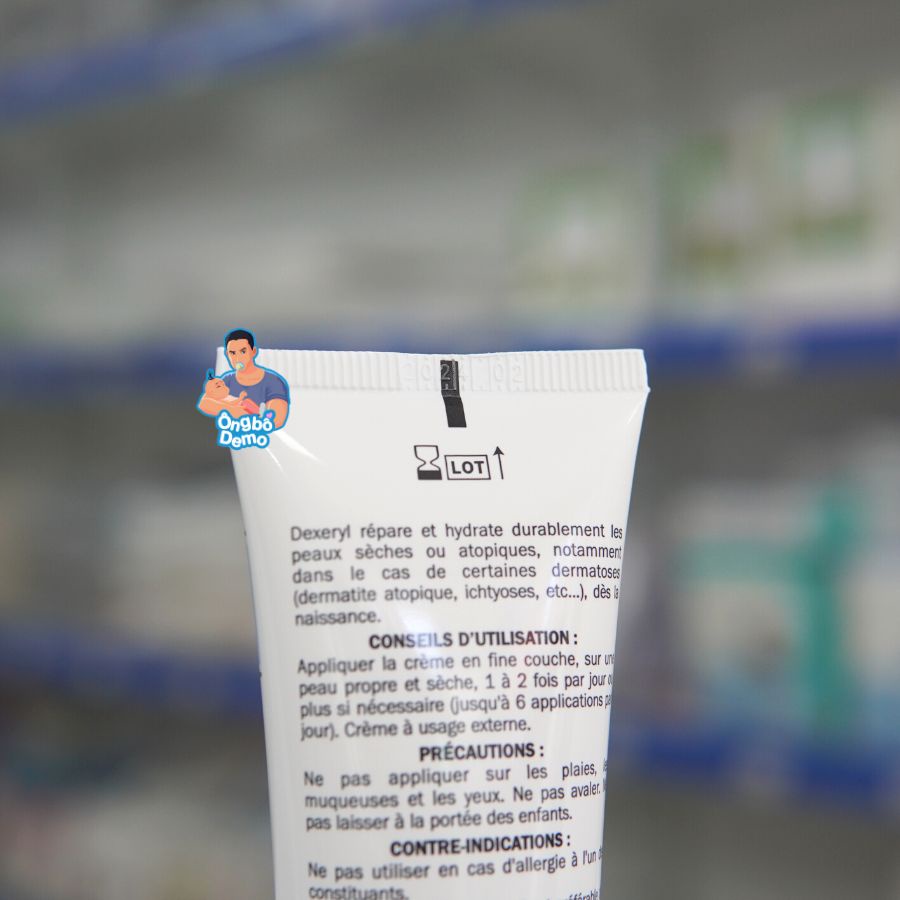 2024.02
LOT
Dexeryl répare et hydrate durablement les
peaux sèches ou atopiques, notamment
dans le cas de certaines dermatoses
(dermatite atopique, ichtyoses, etc...), dès la
naissance.
CONSEILS D'UTILISATION :
Appliquer la crème en fine couche, sur une
peau propre et sèche, 1 à 2 fois par jour ou
plus si nécessaire (jusqu'à 6 applications
jour). Crème à usage externe.
PRÉCAUTIONS :
Ne pas appliquer sur les plaies,
muqueuses et les yeux. Ne pas avaler.
pas laisser à la portée des enfants.
CONTRE-INDICATIONS :
Ne pas utiliser en cas d'allergie à l'un
constituants.
Ôngbố
Demo